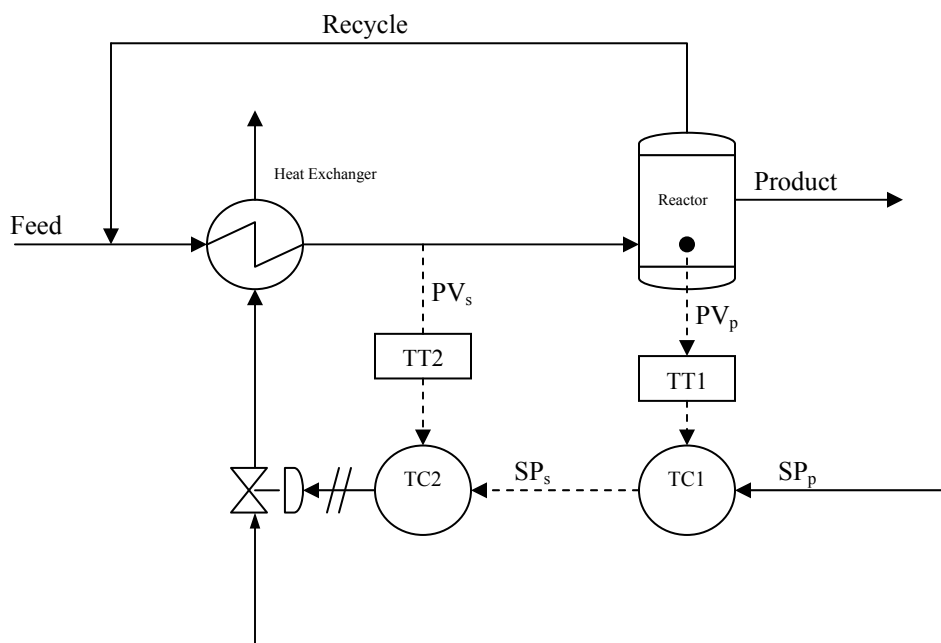 Recycle
Heat Exchanger
Reactor
Product
Feed
PVs
PVp
TT2
TT1
TC2
SPs
TC1
SPp